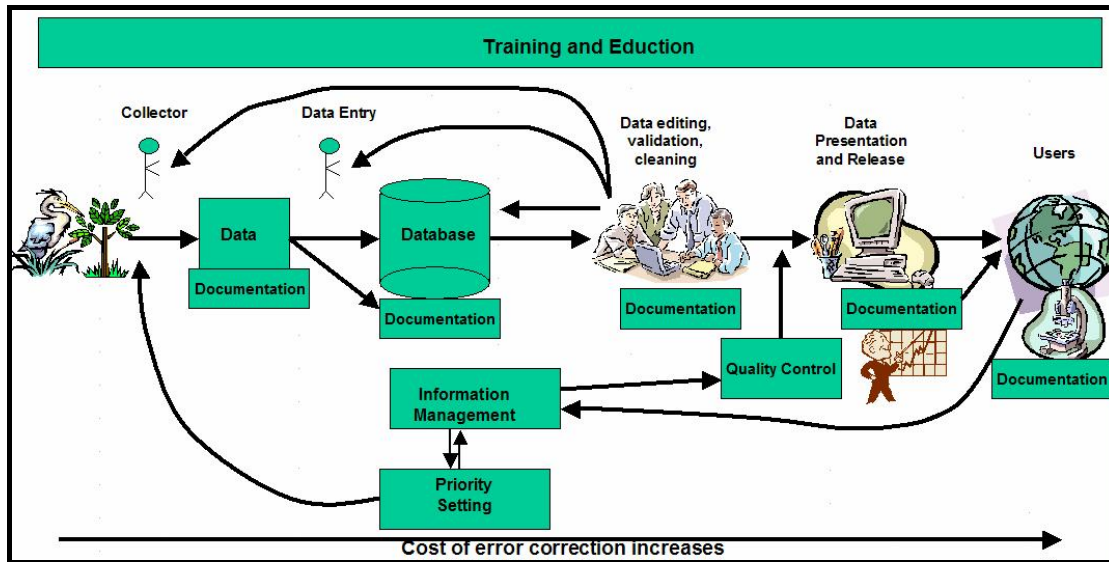 Training and Eduction
Collector
Data Entry
Data editing,
validation,
cleaning
Data
Presentation
and Release
Users
Data
Documentation
Database
Documentation
Documentation
Documentation
Documentation
Quality Control
Information
Management
Priority
Setting
Cost of error correction increases